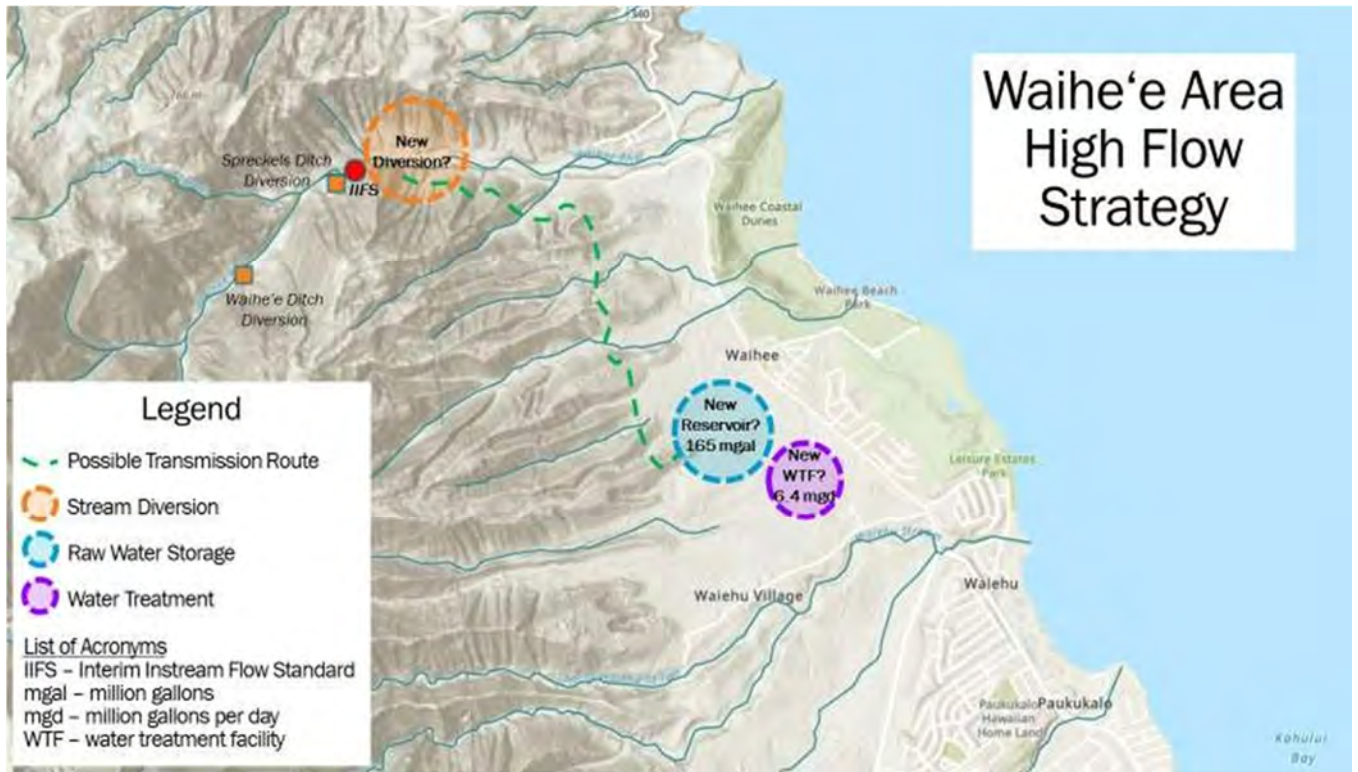 Waihe‘e Area
High Flow
Strategy
Spreckels Ditch
Diversion
IIFS
New
Diversion?
Waihe‘e Ditch
Diversion
Waihee Coastal
Dunes
Waihee Beach
Park
Waihee
New
Reservoir?
165 mgal
New
WTF?
6.4 mgd
Leisure Estates
Park
Waiehu Village
Waiehu
Paukukalo
Hawaiian
Home Land
Paukukalo
Kahului
Bay
Legend
Possible Transmission Route
Stream Diversion
Raw Water Storage
Water Treatment
List of Acronyms
IIFS – Interim Instream Flow Standard
mgal – million gallons
mgd – million gallons per day
WTF – water treatment facility